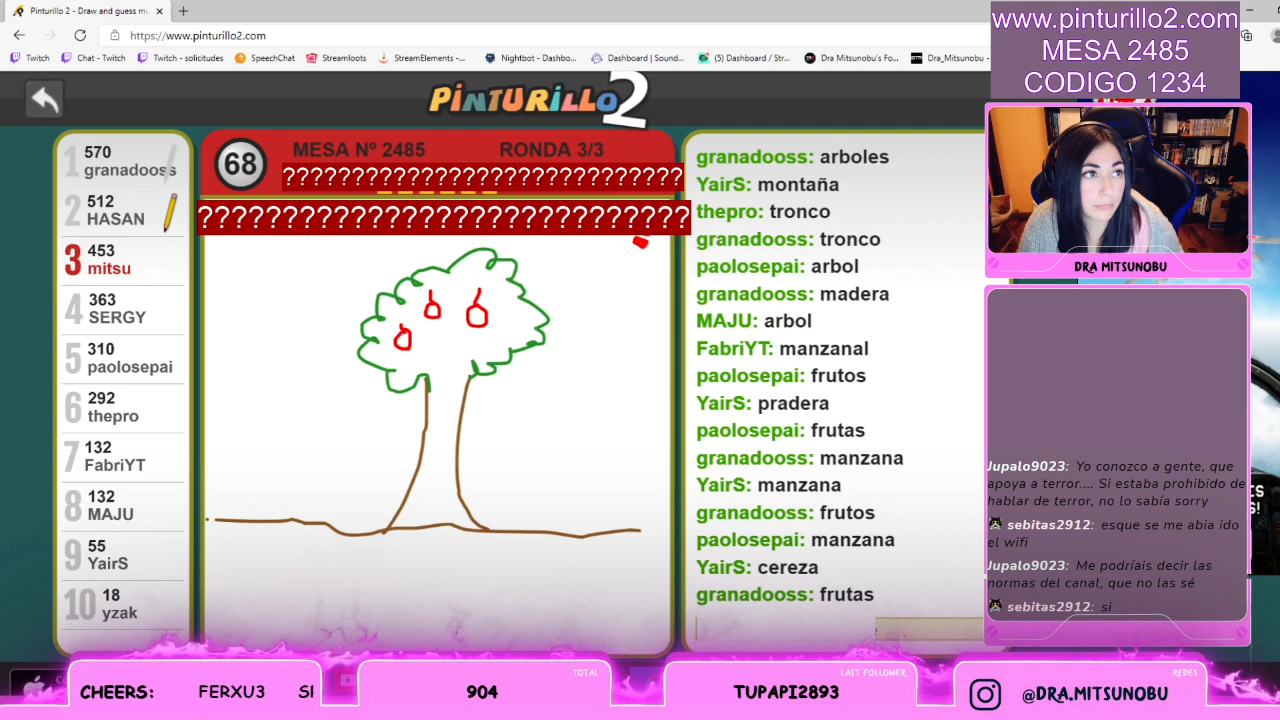 Pinturillo 2 - Draw and guess mu
https://www.pinturillo2.com
Twitch
Chat - Twitch
Twitch - solicitudes
SpeechChat
Streamloots
StreamElements -...
Nightbot - Dashbo...
Dashboard | Sound...
(5) Dashboard / Str...
Dra Mitsunobu's Fo...
Dra_Mitsunobu -
www.pinturillo2.com
MESA 2485
CODIGO 1234
PINTURILLO 2
1 570 granadooss
2 512 HASAN
3 453 mitsu
4 363 SERGY
5 310 paolosepai
6 292 thepro
7 132 FabriYT
8 132 MAJU
9 55 YairS
10 18 yzak
68
MESA Nº 2485 RONDA 3/3
?????????????????????????????
?????????????????????????????
granadooss: arboles
YairS: montaña
thepro: tronco
granadooss: tronco
paolosepai: arbol
granadooss: madera
MAJU: arbol
FabriYT: manzanal
paolosepai: frutos
YairS: pradera
paolosepai: frutas
granadooss: manzana
YairS: manzana
granadooss: frutos
paolosepai: manzana
YairS: cereza
granadooss: frutas
DRA MITSUNOBU
Jupalo9023: Yo conozco a gente, que
apoya a terror.... Si estaba prohibido de
hablar de terror, no lo sabía sorry
sebitas2912: esque se me abia ido
el wifi
Jupalo9023: Me podríais decir las
normas del canal, que no las sé
sebitas2912: si
CHEERS: FERXU3
TOTAL
904
LAST FOLLOWER
TUPAPI2893
REDES
@DRA.MITSUNOBU